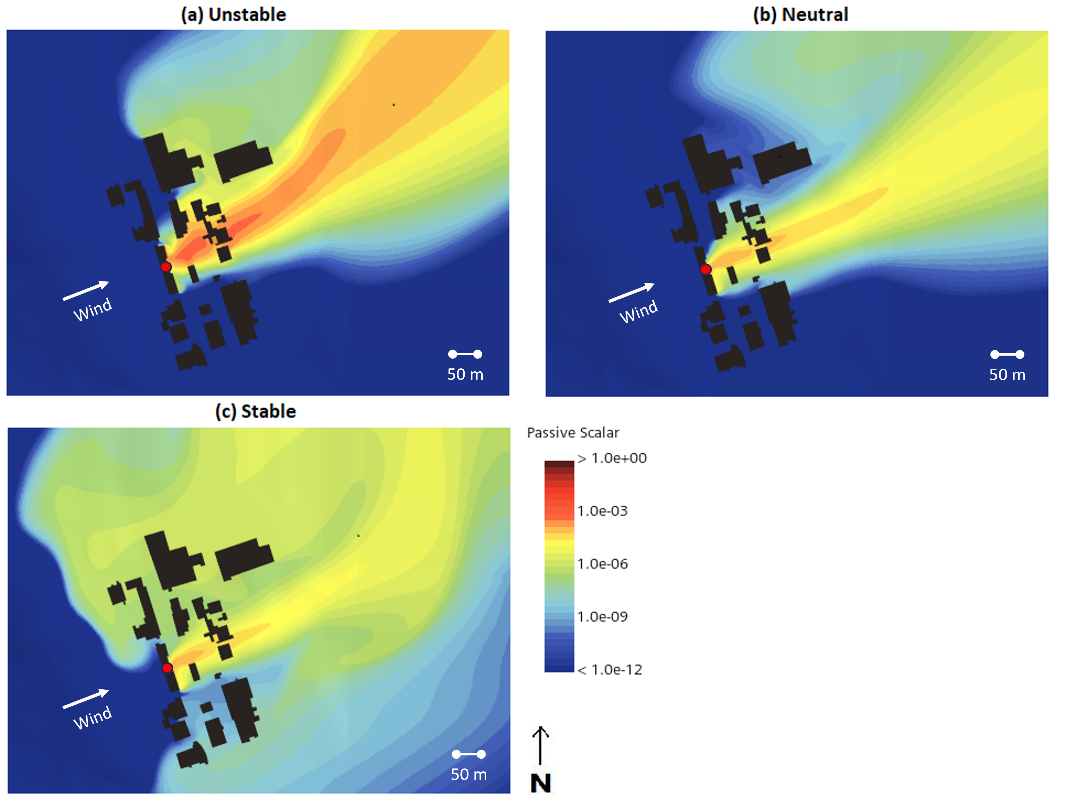 (a) Unstable
(b) Neutral
Wind
50 m
Wind
50 m
(c) Stable
Passive Scalar
> 1.0e+00
1.0e-03
1.0e-06
1.0e-09
< 1.0e-12
Wind
50 m
N